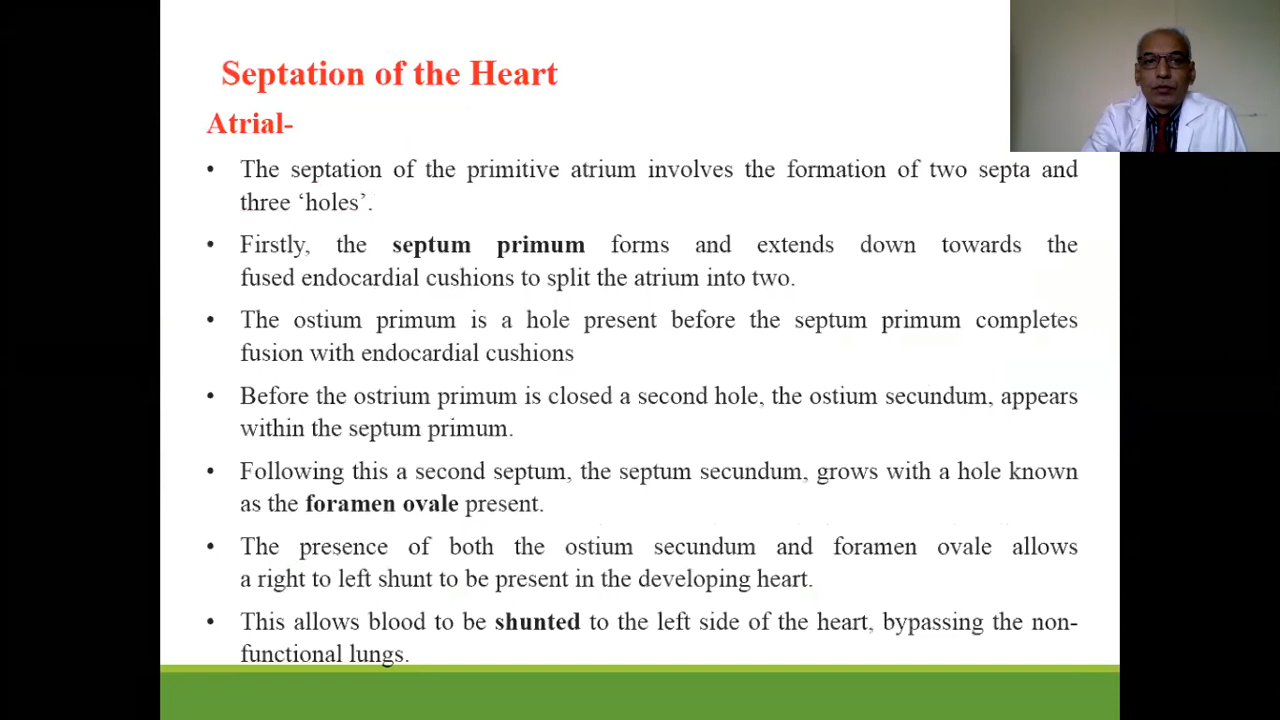 Septation of the Heart
Atrial-
• The septation of the primitive atrium involves the formation of two septa and
three ‘holes’.
• Firstly, the septum primum forms and extends down towards the
fused endocardial cushions to split the atrium into two.
• The ostium primum is a hole present before the septum primum completes
fusion with endocardial cushions
• Before the ostrium primum is closed a second hole, the ostium secundum, appears
within the septum primum.
• Following this a second septum, the septum secundum, grows with a hole known
as the foramen ovale present.
• The presence of both the ostium secundum and foramen ovale allows
a right to left shunt to be present in the developing heart.
• This allows blood to be shunted to the left side of the heart, bypassing the non-
functional lungs.